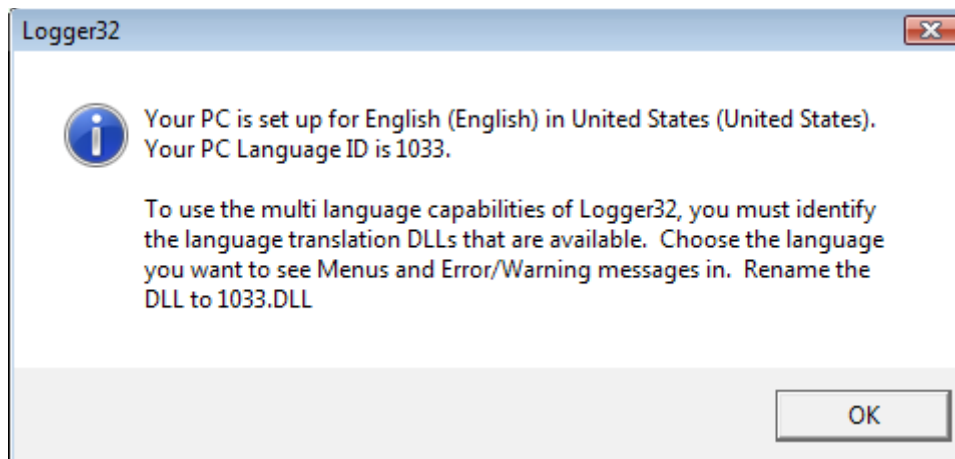 Logger32
Your PC is set up for English (English) in United States (United States).
Your PC Language ID is 1033.
To use the multi language capabilities of Logger32, you must identify
the language translation DLLs that are available.  Choose the language
you want to see Menus and Error/Warning messages in.  Rename the
DLL to 1033.DLL
OK